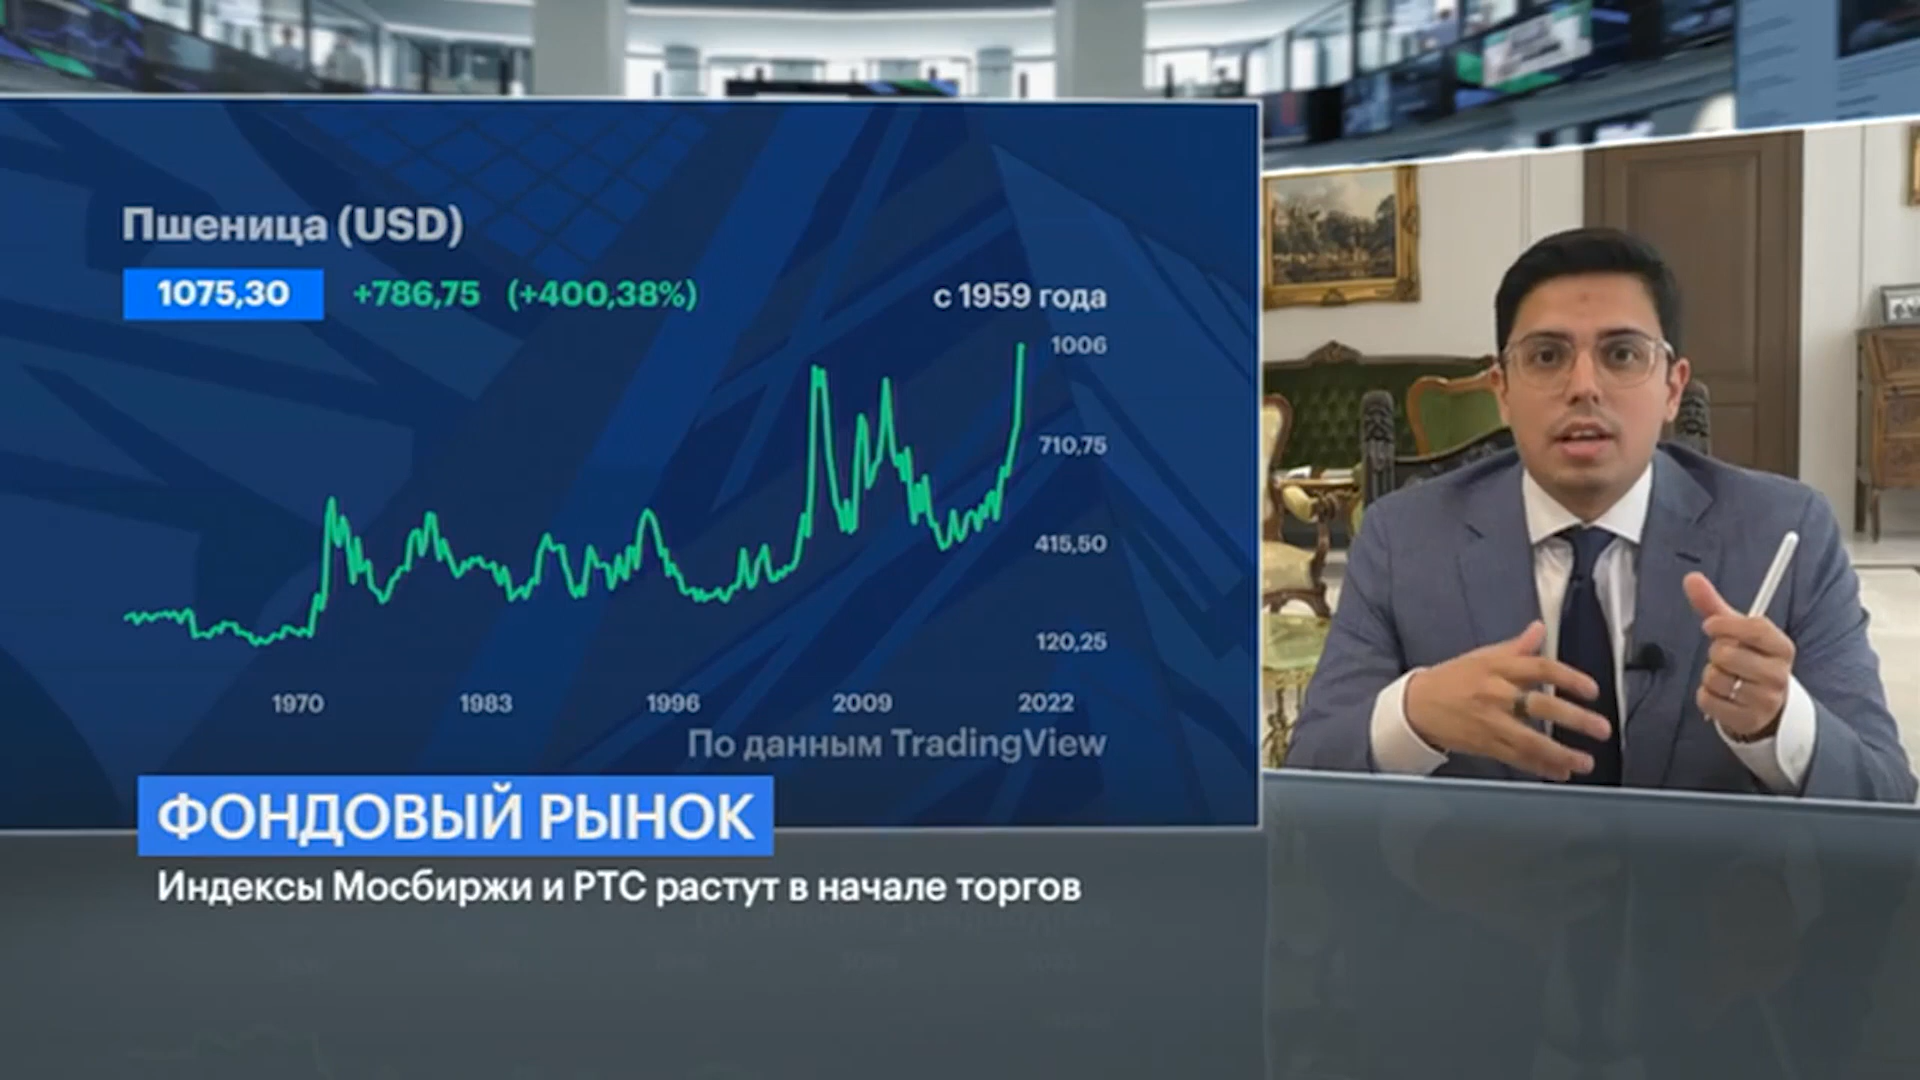 Пшеница (USD)
1075,30 +786,75 (+400,38%)
с 1959 года
1006
710,75
415,50
120,25
1970 1983 1996 2009 2022
По данным TradingView
ФОНДОВЫЙ РЫНОК
Индексы Мосбиржи и РТС растут в начале торгов